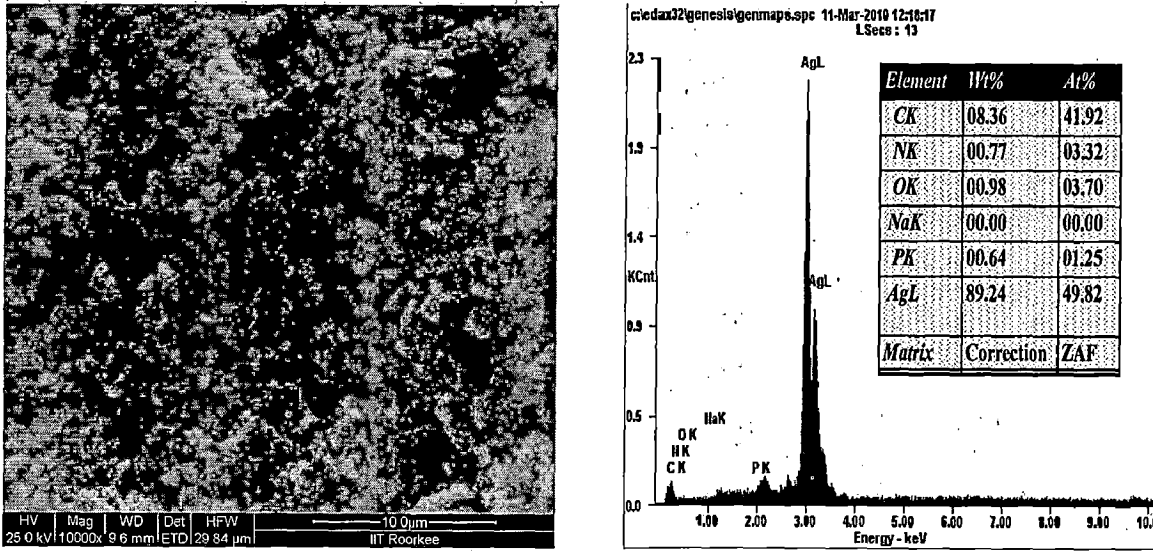 HV Mag WD Det HFW 10.0µm
25.0 kV 10000x 9.6 mm ETD 29.84 µm IIT Roorkee
c:\edax32\genesis\genmaps.spc 11-Mar-2010 12:18:17
LSecs : 13
2.3
1.9
1.4
KCnt
0.9
0.5
0.0
AgL
AgL
NaK
OK
NK
CK
PK
1.00 2.00 3.00 4.00 5.00 6.00 7.00 8.00 9.00 10.0
Energy - keV
Element Wt% At%
CK 08.36 41.92
NK 00.77 03.32
OK 00.98 03.70
NaK 00.00 00.00
PK 00.64 01.25
AgL 89.24 49.82
Matrix Correction ZAF